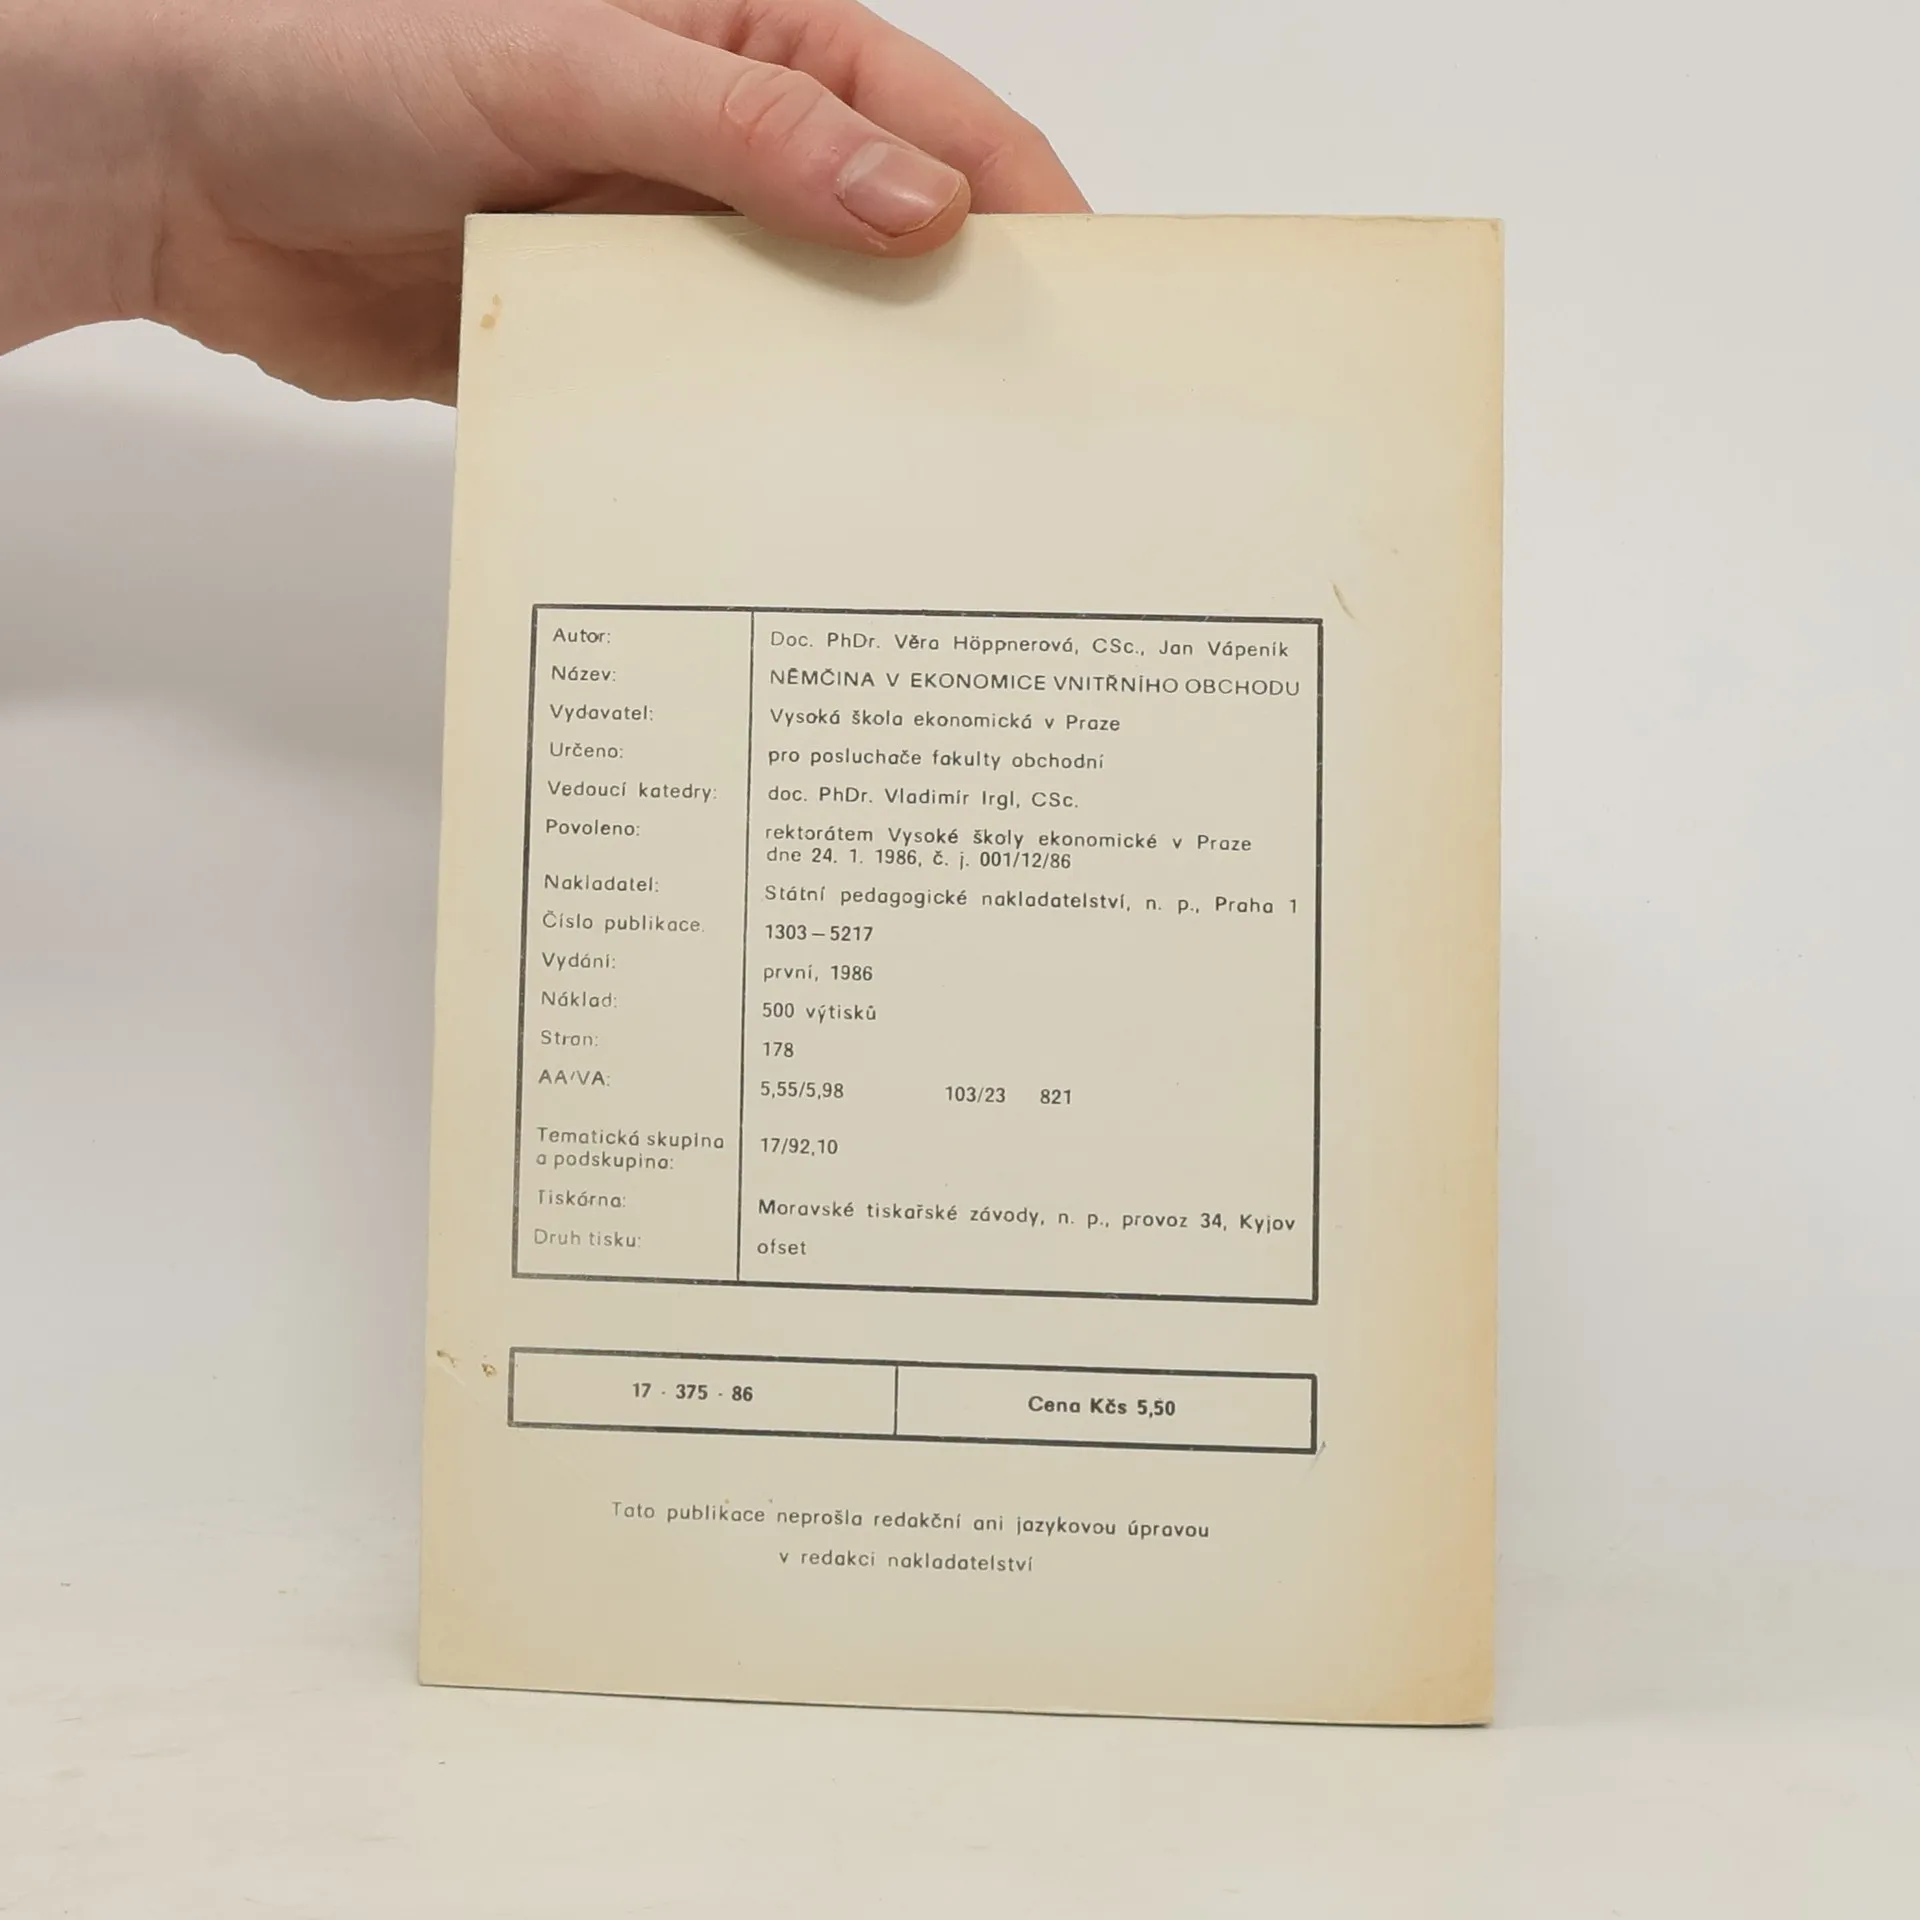 Autor: Doc. PhDr. Věra Höppnerová, CSc., Jan Vápeník
Název: NĚMČINA V EKONOMICE VNITŘNÍHO OBCHODU
Vydavatel: Vysoká škola ekonomická v Praze
Určeno: pro posluchače fakulty obchodní
Vedoucí katedry: doc. PhDr. Vladimír Irgl, CSc.
Povoleno: rektorátem Vysoké školy ekonomické v Praze
dne 24. 1. 1986, č. j. 001/12/86
Nakladatel: Státní pedagogické nakladatelství, n. p., Praha 1
Číslo publikace. 1303–5217
Vydání: první, 1986
Náklad: 500 výtisků
Stran: 178
AA/VA: 5,55/5,98 103/23 821
Tematická skupina
a podskupina: 17/92,10
Tiskárna: Moravské tiskařské závody, n. p., provoz 34, Kyjov
Druh tisku: ofset
17 - 375 - 86 Cena Kčs 5,50
Tato publikace neprošla redakční ani jazykovou úpravou
v redakci nakladatelství